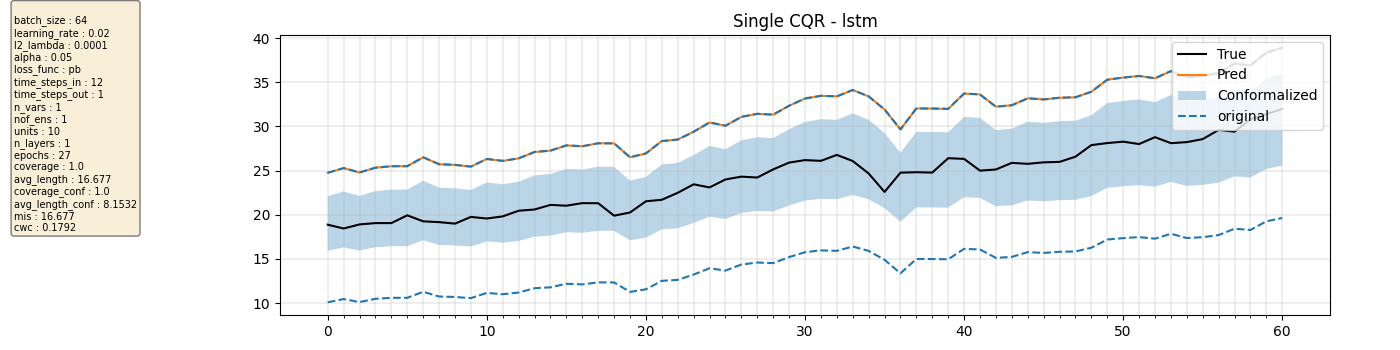 batch_size : 64
learning_rate : 0.02
l2_lambda : 0.0001
alpha : 0.05
loss_func : pb
time_steps_in : 12
time_steps_out : 1
n_vars : 1
nof_ens : 1
units : 10
n_layers : 1
epochs : 27
coverage : 1.0
avg_length : 16.677
coverage_conf : 1.0
avg_length_conf : 8.1532
mis : 16.677
cwc : 0.1792
Single CQR - lstm
40
35
30
25
20
15
10
0 10 20 30 40 50 60
True
Pred
Conformalized
original